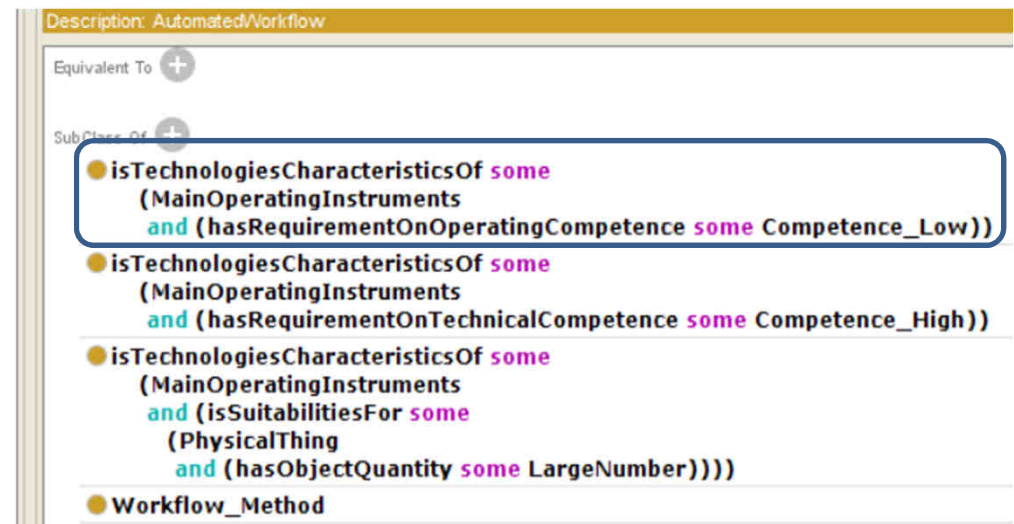 Description: AutomatedWorkflow
Equivalent To
SubClass Of
isTechnologiesCharacteristicsOf some
(MainOperatingInstruments
and (hasRequirementOnOperatingCompetence some Competence_Low))
isTechnologiesCharacteristicsOf some
(MainOperatingInstruments
and (hasRequirementOnTechnicalCompetence some Competence_High))
isTechnologiesCharacteristicsOf some
(MainOperatingInstruments
and (isSuitabilitiesFor some
(PhysicalThing
and (hasObjectQuantity some LargeNumber))))
Workflow_Method